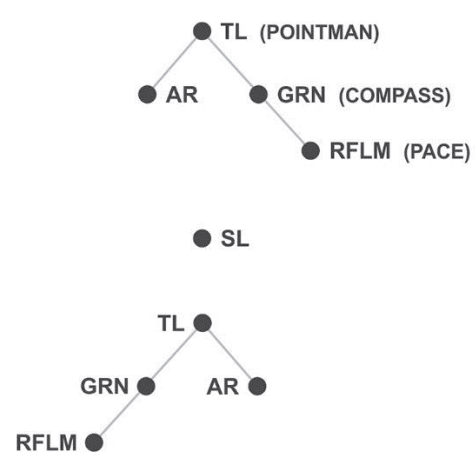 TL (POINTMAN)
AR GRN (COMPASS)
RFLM (PACE)
SL
TL
GRN AR
RFLM